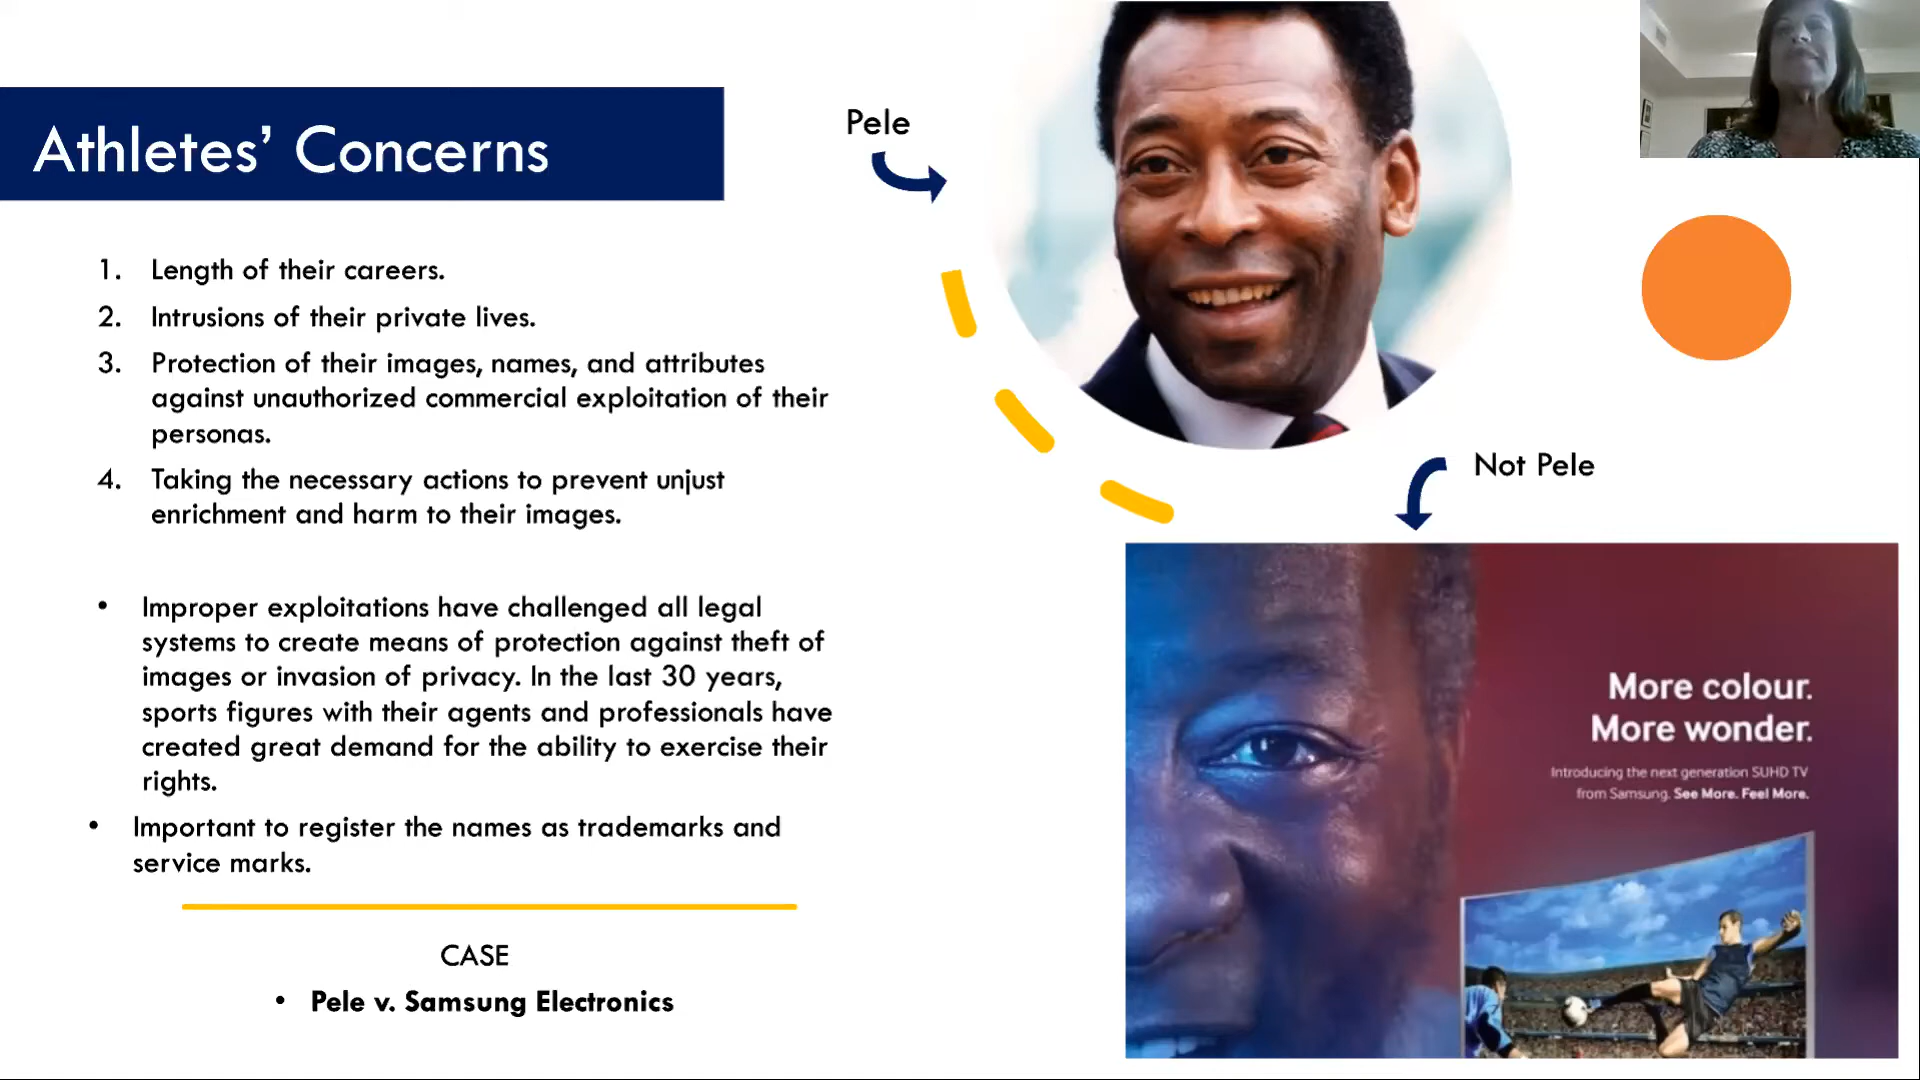 Athletes’ Concerns
1. Length of their careers.
2. Intrusions of their private lives.
3. Protection of their images, names, and attributes
against unauthorized commercial exploitation of their
personas.
4. Taking the necessary actions to prevent unjust
enrichment and harm to their images.
• Improper exploitations have challenged all legal
systems to create means of protection against theft of
images or invasion of privacy. In the last 30 years,
sports figures with their agents and professionals have
created great demand for the ability to exercise their
rights.
• Important to register the names as trademarks and
service marks.
CASE
• Pele v. Samsung Electronics
Pele
Not Pele
More colour.
More wonder.
Introducing the next generation SUHD TV
from Samsung. See More. Feel More.